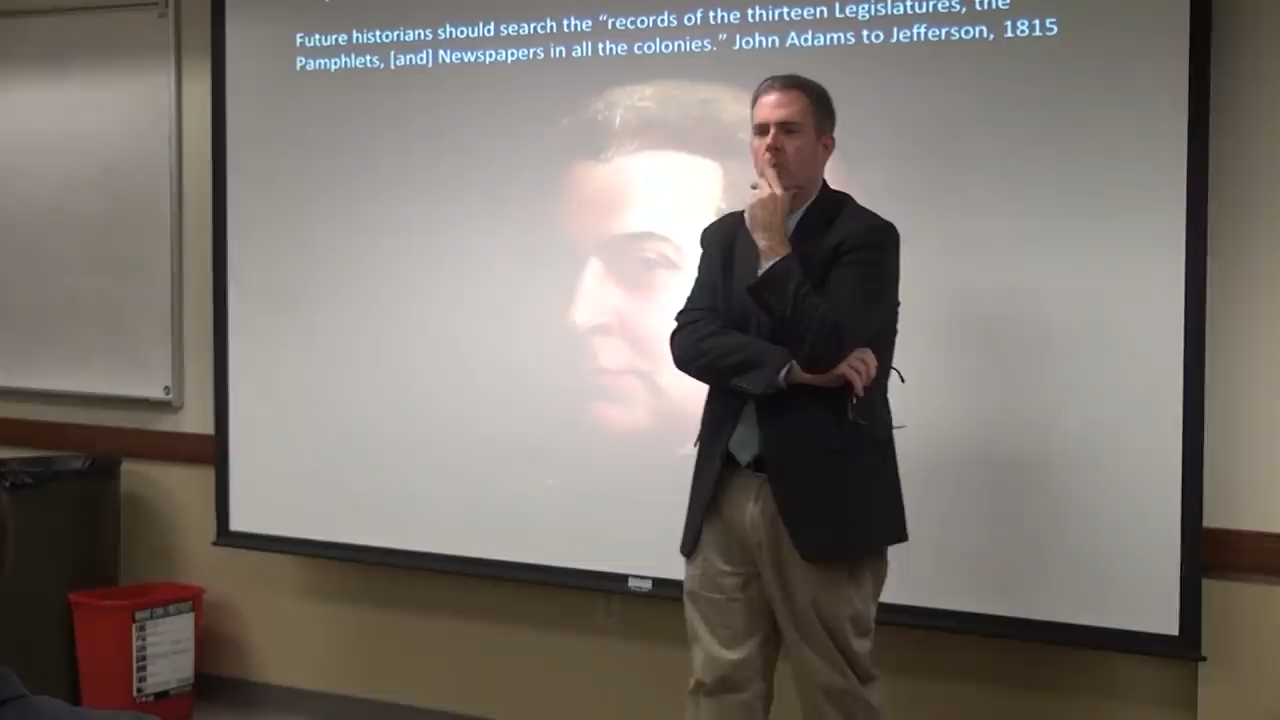 Future historians should search the “records of the thirteen Legislatures, the
Pamphlets, [and] Newspapers in all the colonies.” John Adams to Jefferson, 1815